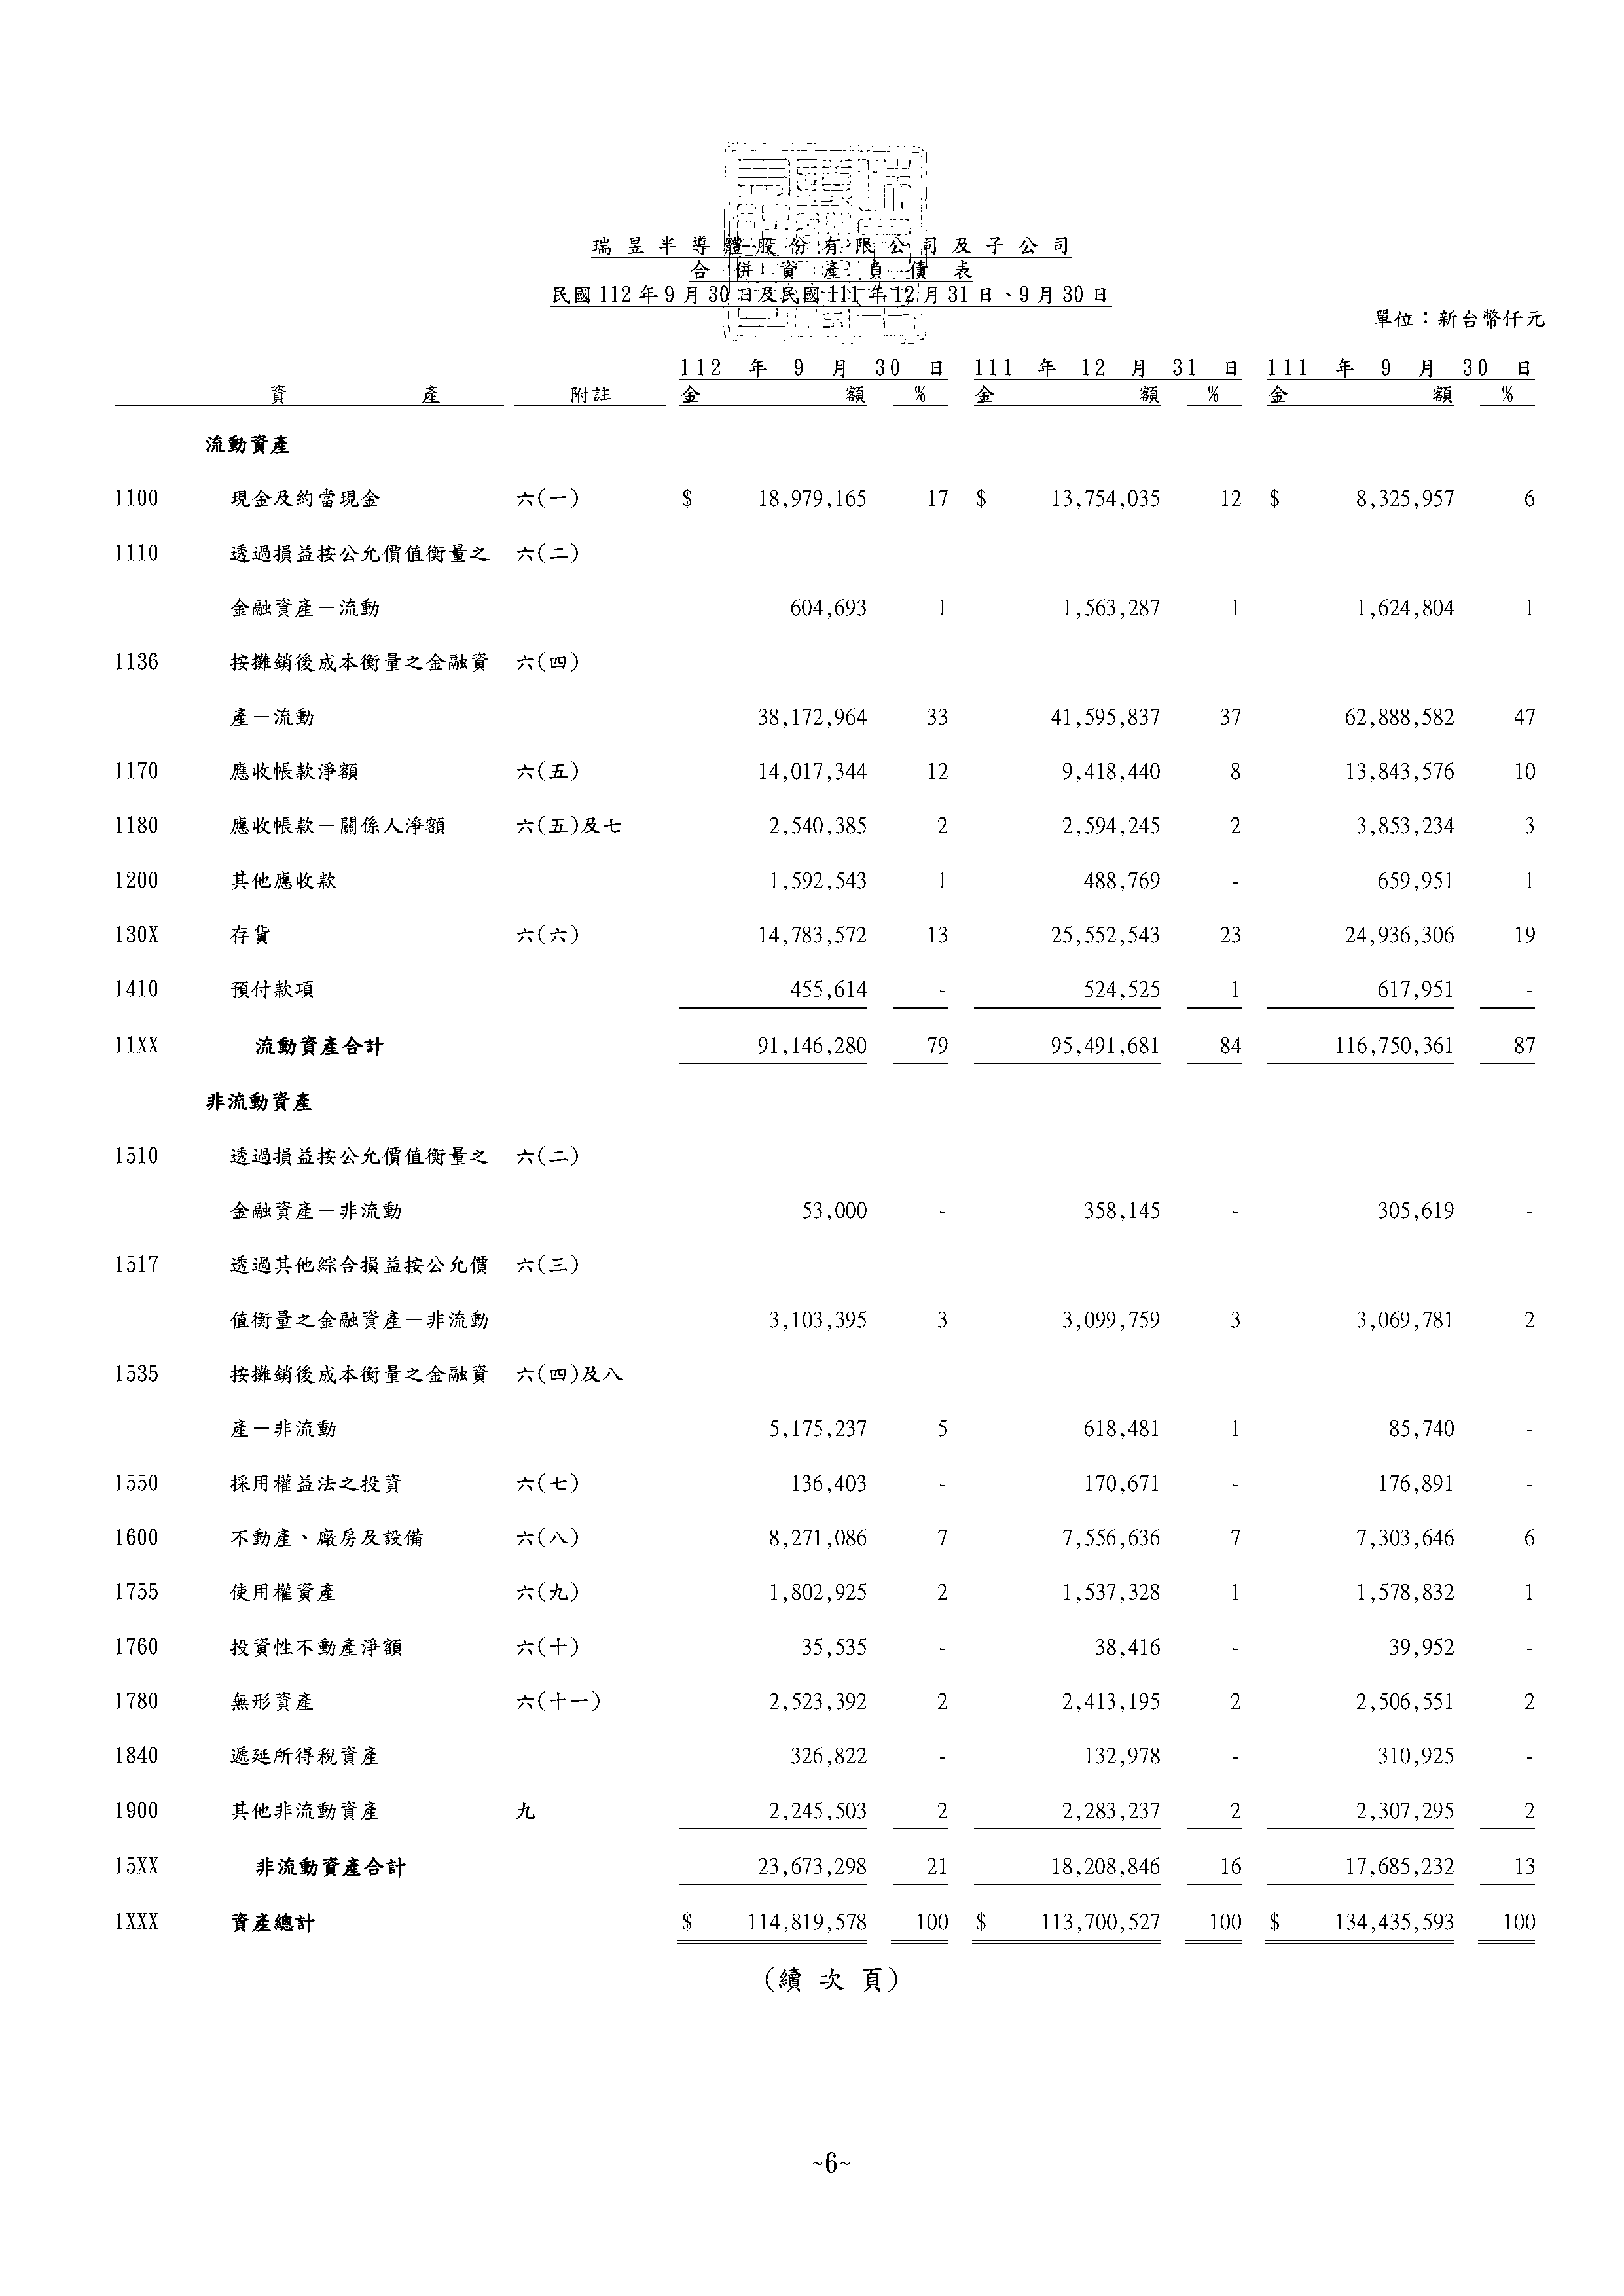 瑞昱半導體股份有限公司及子公司
合併資產負債表
民國112年9月30日及民國111年12月31日、9月30日
單位：新台幣仟元
112年9月30日 111年12月31日 111年9月30日
資產 附註 金額 % 金額 % 金額 %
流動資產
1100 現金及約當現金 六(一) $ 18,979,165 17 $ 13,754,035 12 $ 8,325,957 6
1110 透過損益按公允價值衡量之 六(二)
金融資產－流動 604,693 1 1,563,287 1 1,624,804 1
1136 按攤銷後成本衡量之金融資 六(四)
產－流動 38,172,964 33 41,595,837 37 62,888,582 47
1170 應收帳款淨額 六(五) 14,017,344 12 9,418,440 8 13,843,576 10
1180 應收帳款－關係人淨額 六(五)及七 2,540,385 2 2,594,245 2 3,853,234 3
1200 其他應收款 1,592,543 1 488,769 - 659,951 1
130X 存貨 六(六) 14,783,572 13 25,552,543 23 24,936,306 19
1410 預付款項 455,614 - 524,525 1 617,951 -
11XX 流動資產合計 91,146,280 79 95,491,681 84 116,750,361 87
非流動資產
1510 透過損益按公允價值衡量之 六(二)
金融資產－非流動 53,000 - 358,145 - 305,619 -
1517 透過其他綜合損益按公允價 六(三)
值衡量之金融資產－非流動 3,103,395 3 3,099,759 3 3,069,781 2
1535 按攤銷後成本衡量之金融資 六(四)及八
產－非流動 5,175,237 5 618,481 1 85,740 -
1550 採用權益法之投資 六(七) 136,403 - 170,671 - 176,891 -
1600 不動產、廠房及設備 六(八) 8,271,086 7 7,556,636 7 7,303,646 6
1755 使用權資產 六(九) 1,802,925 2 1,537,328 1 1,578,832 1
1760 投資性不動產淨額 六(十) 35,535 - 38,416 - 39,952 -
1780 無形資產 六(十一) 2,523,392 2 2,413,195 2 2,506,551 2
1840 遞延所得稅資產 326,822 - 132,978 - 310,925 -
1900 其他非流動資產 九 2,245,503 2 2,283,237 2 2,307,295 2
15XX 非流動資產合計 23,673,298 21 18,208,846 16 17,685,232 13
1XXX 資產總計 $ 114,819,578 100 $ 113,700,527 100 $ 134,435,593 100
(續次頁)
~6~